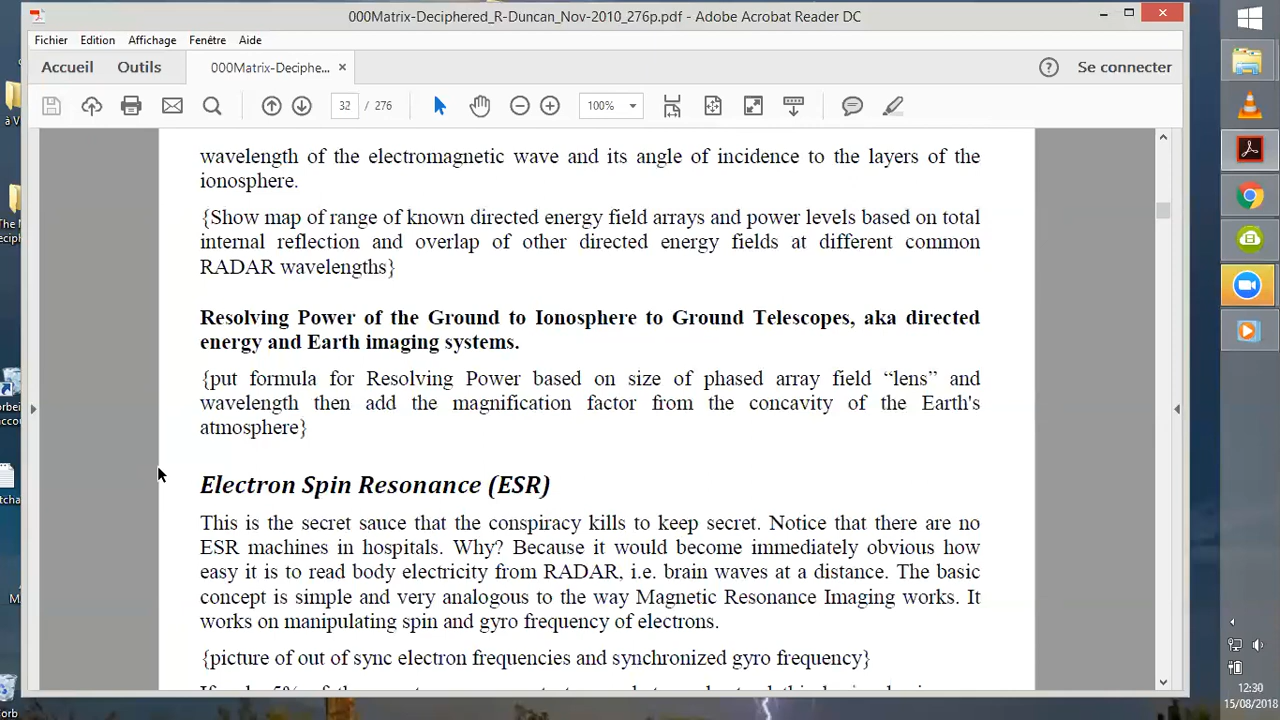 000Matrix-Deciphered_R-Duncan_Nov-2010_276p.pdf - Adobe Acrobat Reader DC
Fichier Edition Affichage Fenêtre Aide
Accueil Outils 000Matrix-Deciphe... × Se connecter
32 / 276 100%
wavelength of the electromagnetic wave and its angle of incidence to the layers of the
ionosphere.
{Show map of range of known directed energy field arrays and power levels based on total
internal reflection and overlap of other directed energy fields at different common
RADAR wavelengths}
Resolving Power of the Ground to Ionosphere to Ground Telescopes, aka directed
energy and Earth imaging systems.
{put formula for Resolving Power based on size of phased array field “lens” and
wavelength then add the magnification factor from the concavity of the Earth's
atmosphere}
Electron Spin Resonance (ESR)
This is the secret sauce that the conspiracy kills to keep secret. Notice that there are no
ESR machines in hospitals. Why? Because it would become immediately obvious how
easy it is to read body electricity from RADAR, i.e. brain waves at a distance. The basic
concept is simple and very analogous to the way Magnetic Resonance Imaging works. It
works on manipulating spin and gyro frequency of electrons.
{picture of out of sync electron frequencies and synchronized gyro frequency}
à V
The
Deciph
orbei
accou
tcha
orb
12:30
15/08/2018